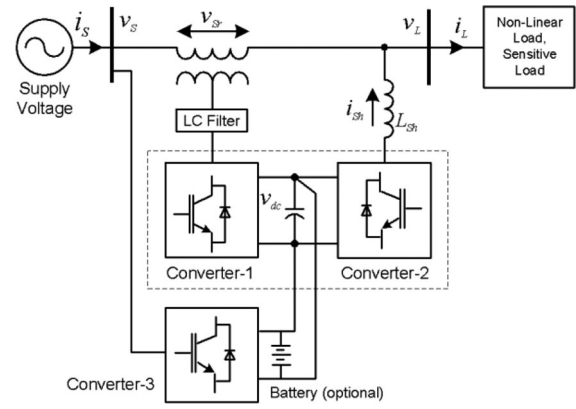 i_S
v_S
v_Sr
v_L
i_L
Non-Linear
Load,
Sensitive
Load
Supply
Voltage
LC Filter
i_Sh
L_Sh
v_dc
Converter-1
Converter-2
Converter-3
Battery (optional)